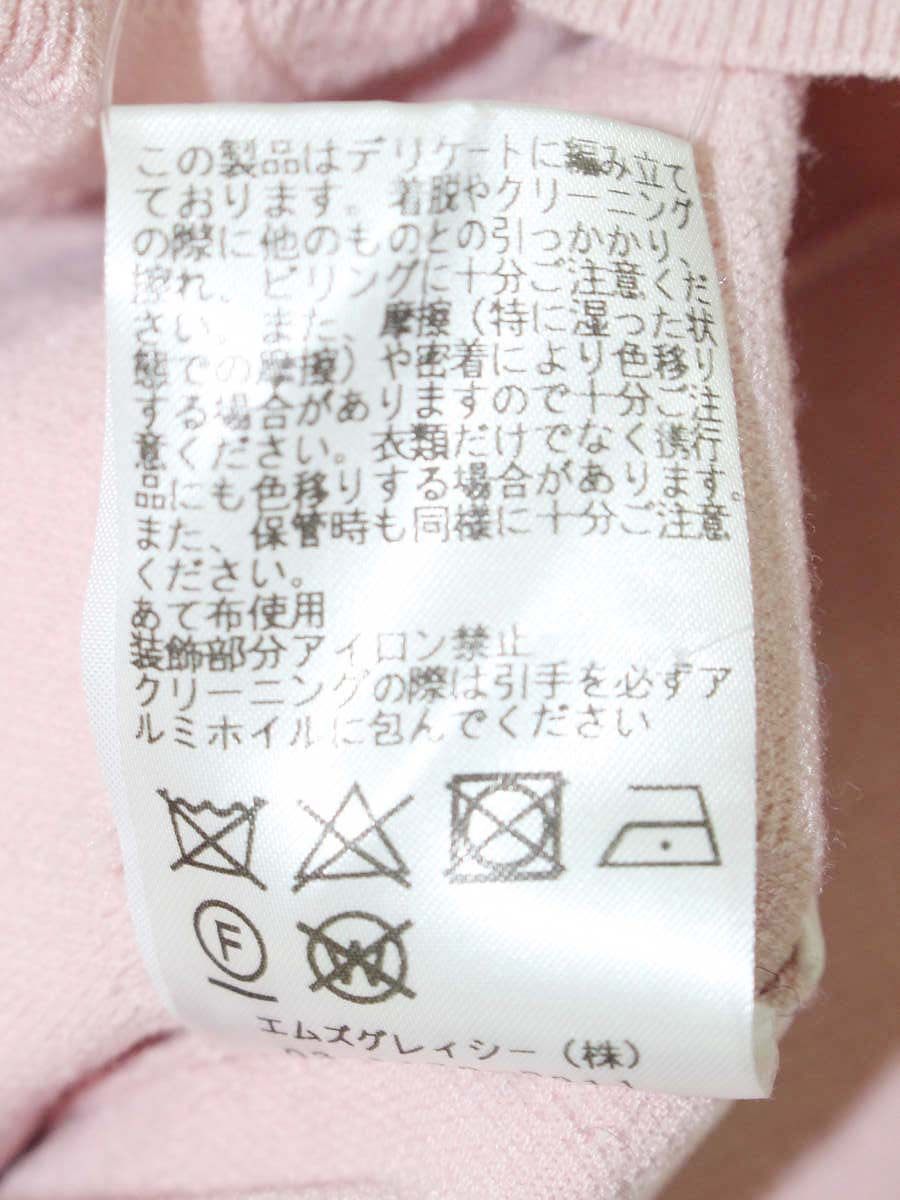 この製品はデリケートに編み立て
ております。着脱やクリーニング
の際に他のものとの引っかかり、
擦れ、ピリングに十分ご注意くだ
さい。また、摩擦(特に湿った状
態での摩擦)や密着により色移り
する場合がありますので十分ご注
意ください。衣類だけでなく携行
品にも色移りする場合があります。
また、保管時も同様に十分ご注意
ください。
あて布使用
装飾部分アイロン禁止
クリーニングの際は引手を必ずア
ルミホイルに包んでください
F
W
エムズグレイシー(株)